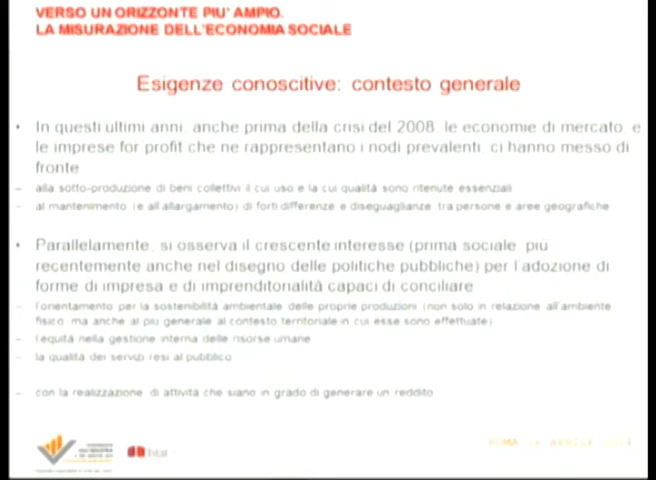 VERSO UN ORIZZONTE PIU' AMPIO.
LA MISURAZIONE DELL'ECONOMIA SOCIALE
Esigenze conoscitive: contesto generale
• In questi ultimi anni, anche prima della crisi del 2008, le economie di mercato, e
le imprese for profit che ne rappresentano i nodi prevalenti, ci hanno messo di
fronte
– alla sotto-produzione di beni collettivi il cui uso e la cui qualità sono ritenute essenziali
– al mantenimento (e all'allargamento) di forti differenze e diseguaglianze tra persone e aree geografiche
• Parallelamente, si osserva il crescente interesse (prima sociale, più
recentemente anche nel disegno delle politiche pubbliche) per l'adozione di
forme di impresa e di imprenditorialità capaci di conciliare
– l'orientamento per la sostenibilità ambientale delle proprie produzioni (non solo in relazione all'ambiente
fisico, ma anche al più generale al contesto territoriale in cui esse sono effettuate)
– l'equità nella gestione interna delle risorse umane
– la qualità dei servizi resi al pubblico
– con la realizzazione di attività che siano in grado di generare un reddito
Istat
ROMA APRILE